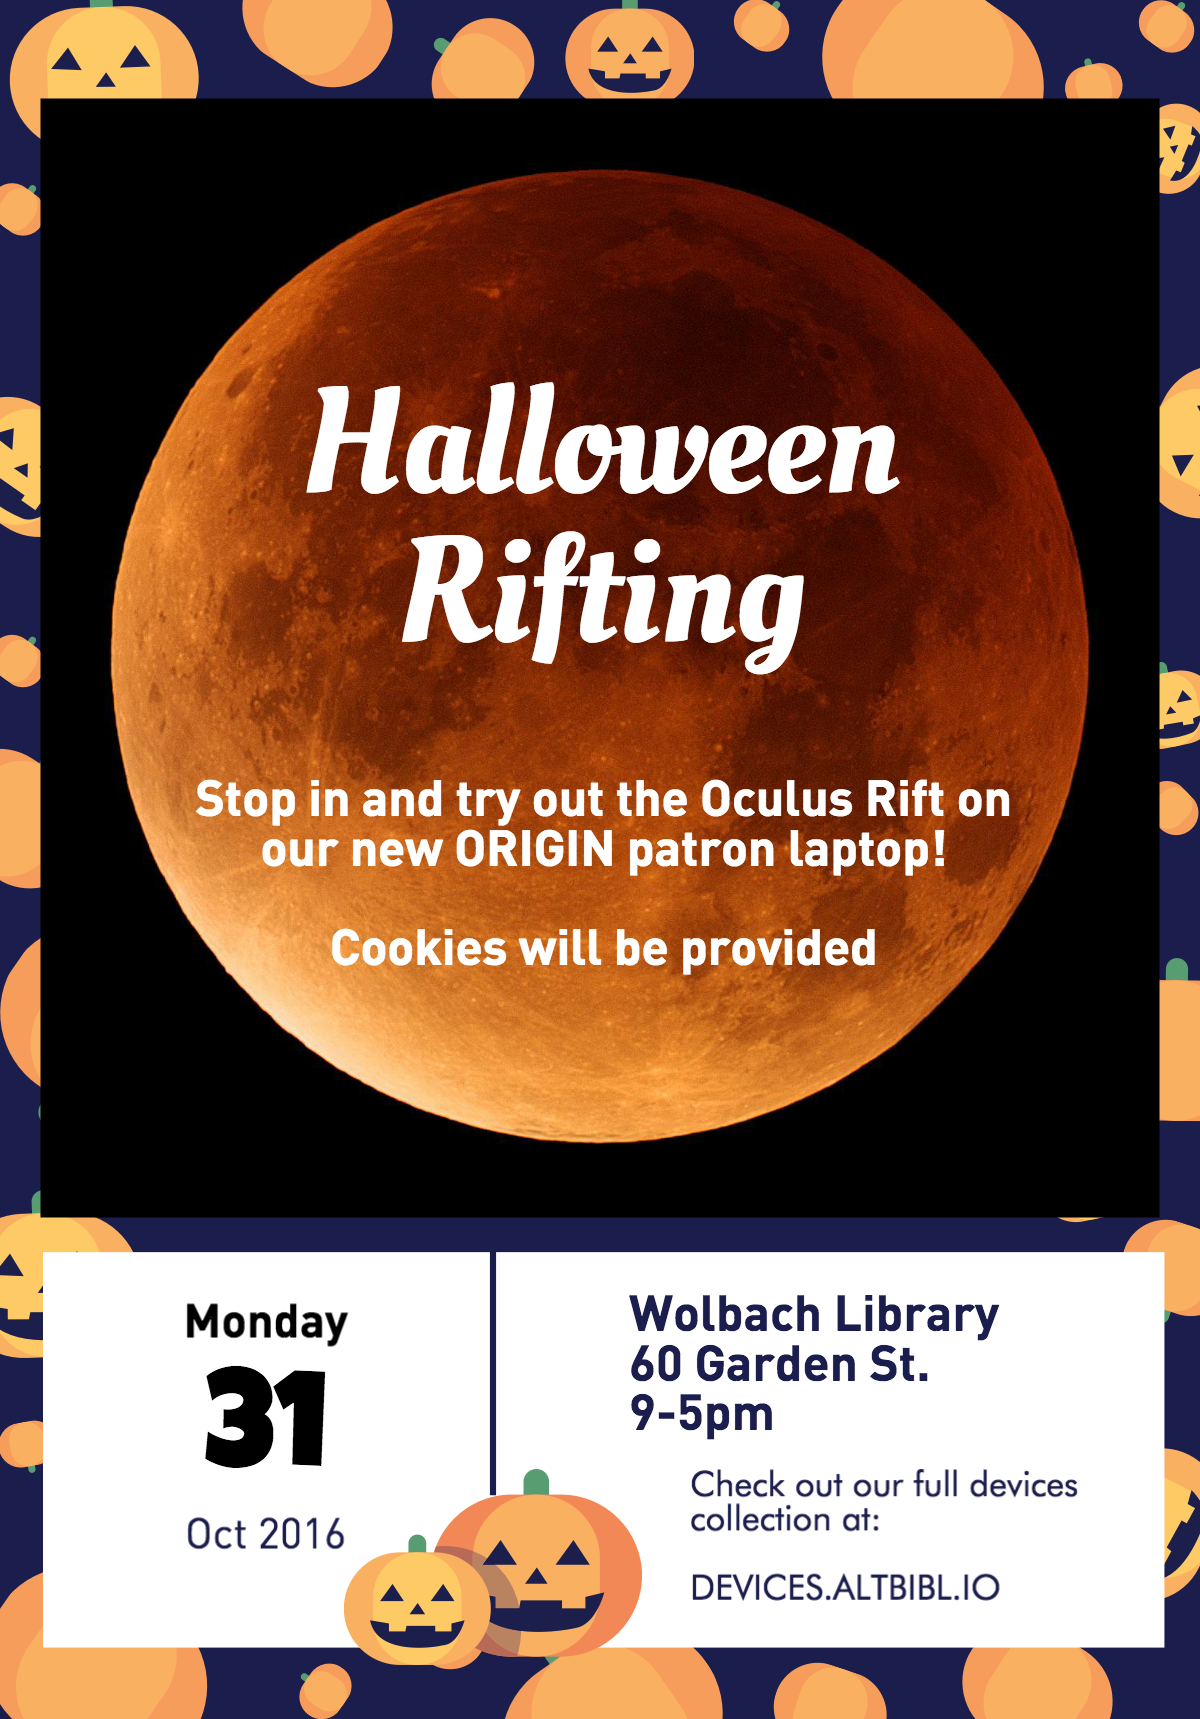 Halloween
Rifting
Stop in and try out the Oculus Rift on
our new ORIGIN patron laptop!
Cookies will be provided
Monday
31
Oct 2016
Wolbach Library
60 Garden St.
9-5pm
Check out our full devices
collection at:
DEVICES.ALTBIBL.IO